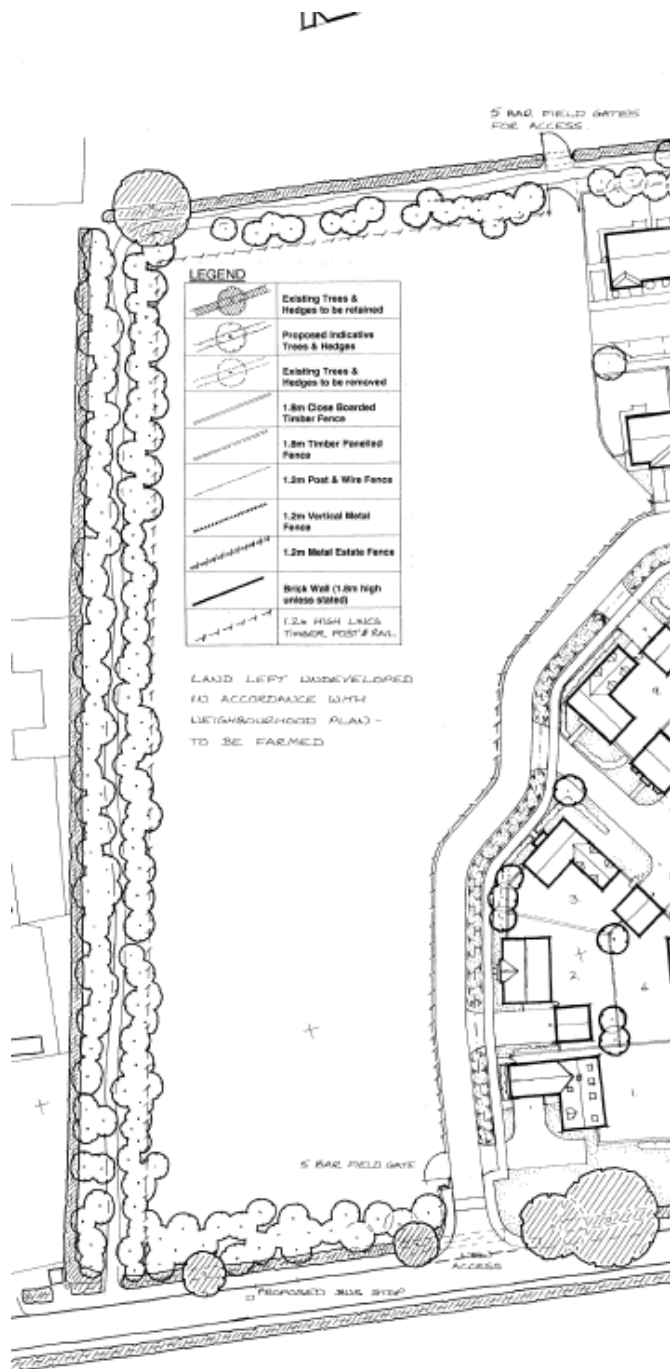 5 BAR FIELD GATES
FOR ACCESS.
LEGEND
Existing Trees &
Hedges to be retained
Proposed Indicative
Trees & Hedges
Existing Trees &
Hedges to be removed
1.8m Close Boarded
Timber Fence
1.8m Timber Panelled
Fence
1.2m Post & Wire Fence
1.2m Vertical Metal
Fence
1.2m Metal Estate Fence
Brick Wall (1.8m high
unless stated)
1.2m HIGH LINCS
TIMBER POST & RAIL
LAND LEFT UNDEVELOPED
IN ACCORDANCE WITH
NEIGHBOURHOOD PLAN -
TO BE FARMED
9
3.
2.
1.
5 BAR FIELD GATE
ACCESS
PROPOSED BUS STOP